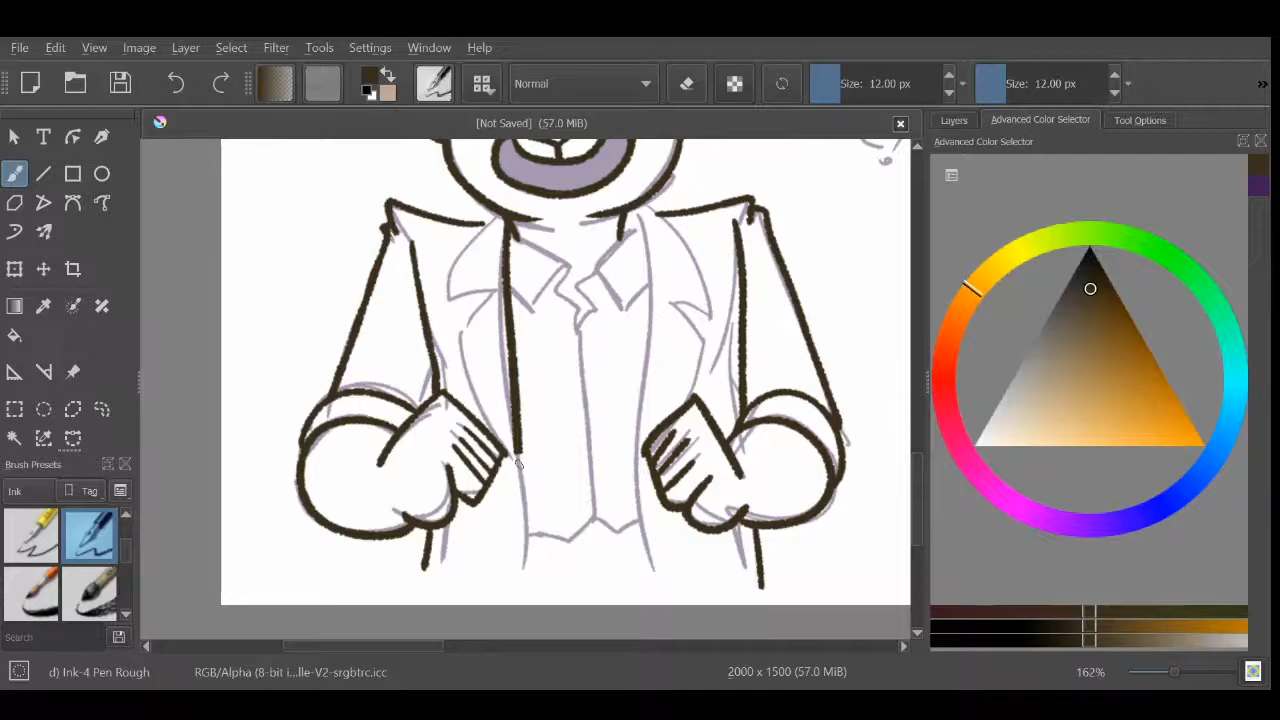 File Edit View Image Layer Select Filter Tools Settings Window Help
Normal Size: 12.00 px Size: 12.00 px »
[Not Saved] (57.0 MiB)
Layers Advanced Color Selector Tool Options
Advanced Color Selector
Brush Presets
Ink Tag
Search
d) Ink-4 Pen Rough RGB/Alpha (8-bit i...lle-V2-srgbtrc.icc 2000 x 1500 (57.0 MiB) 162%